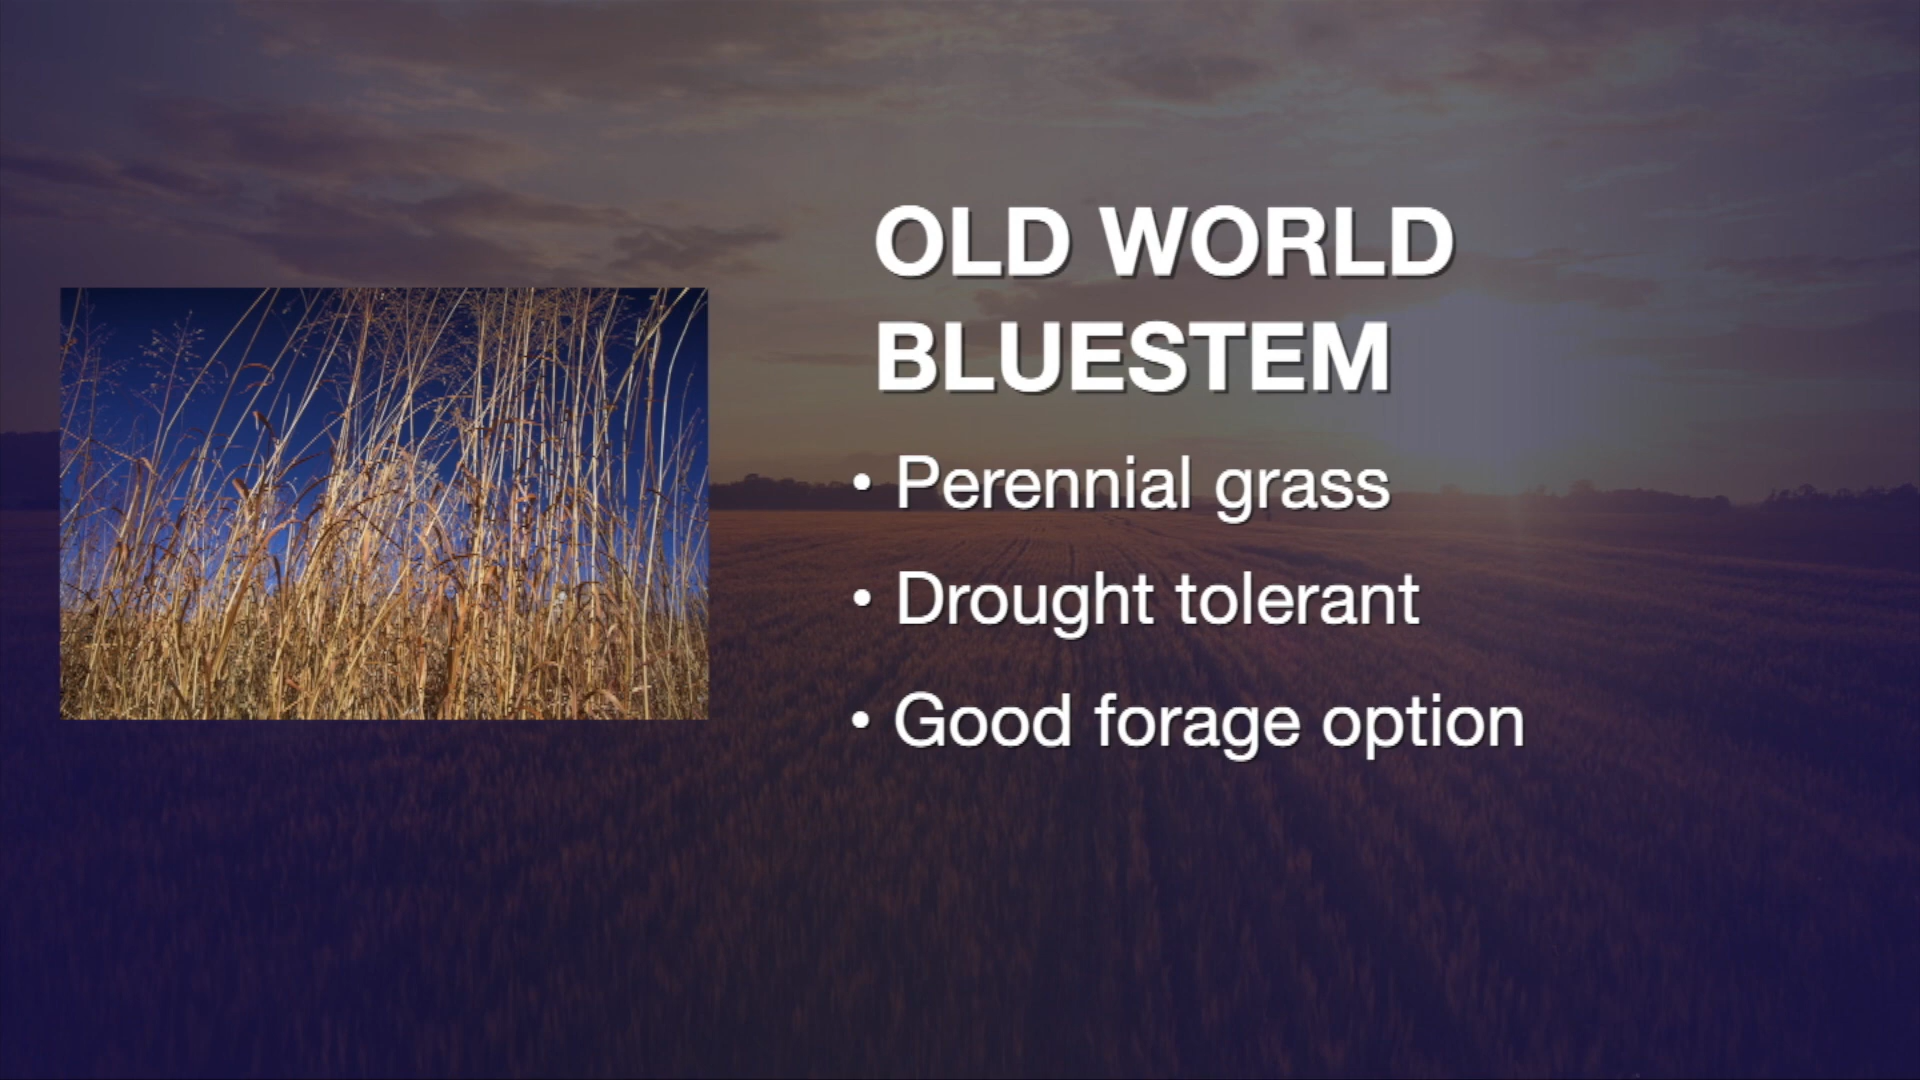 OLD WORLD
BLUESTEM
• Perennial grass
• Drought tolerant
• Good forage option